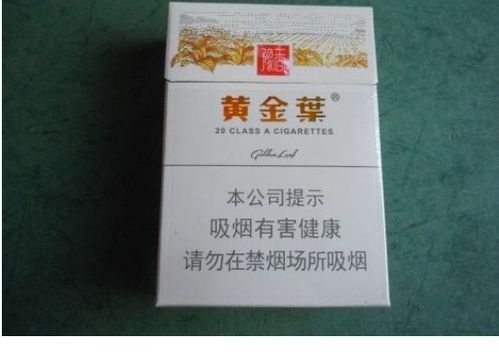 豫香
黄金葉®
20 CLASS A CIGARETTES
Golden Leaf
本公司提示
吸烟有害健康
请勿在禁烟场所吸烟